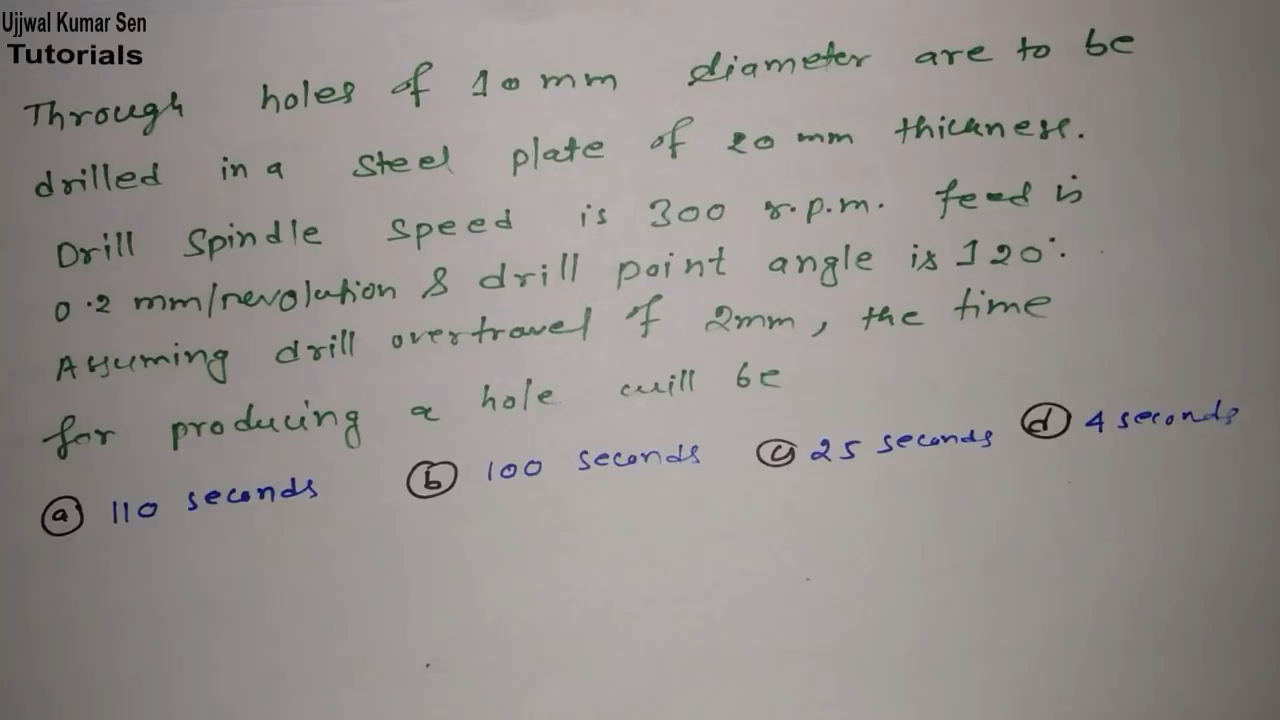 Ujjwal Kumar Sen
Tutorials
Through holes of 10 mm diameter are to be
drilled in a steel plate of 20 mm thickness.
Drill Spindle speed is 300 r.p.m. feed is
0.2 mm/revolution & drill point angle is 120°.
Assuming drill overtravel of 2mm, the time
for producing a hole will be
(a) 110 seconds (b) 100 seconds (c) 25 seconds (d) 4 seconds